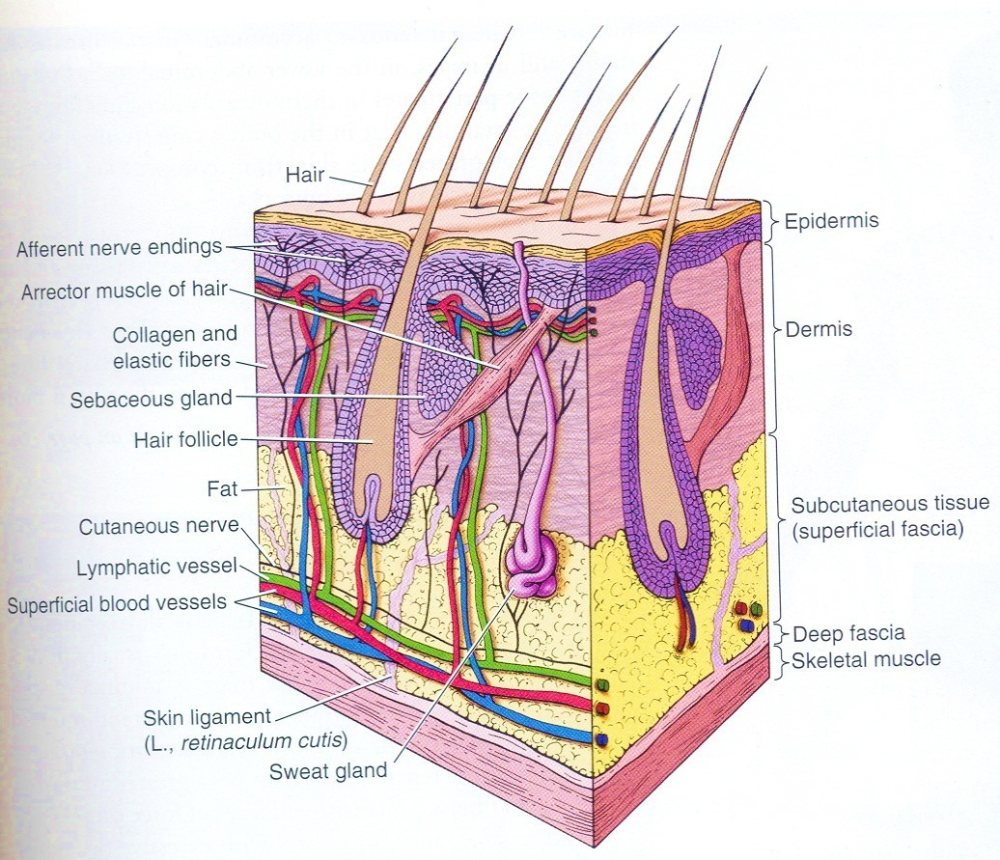 Hair
Afferent nerve endings
Arrector muscle of hair
Collagen and
elastic fibers
Sebaceous gland
Hair follicle
Fat
Cutaneous nerve
Lymphatic vessel
Superficial blood vessels
Skin ligament
(L., retinaculum cutis)
Sweat gland
Epidermis
Dermis
Subcutaneous tissue
(superficial fascia)
Deep fascia
Skeletal muscle